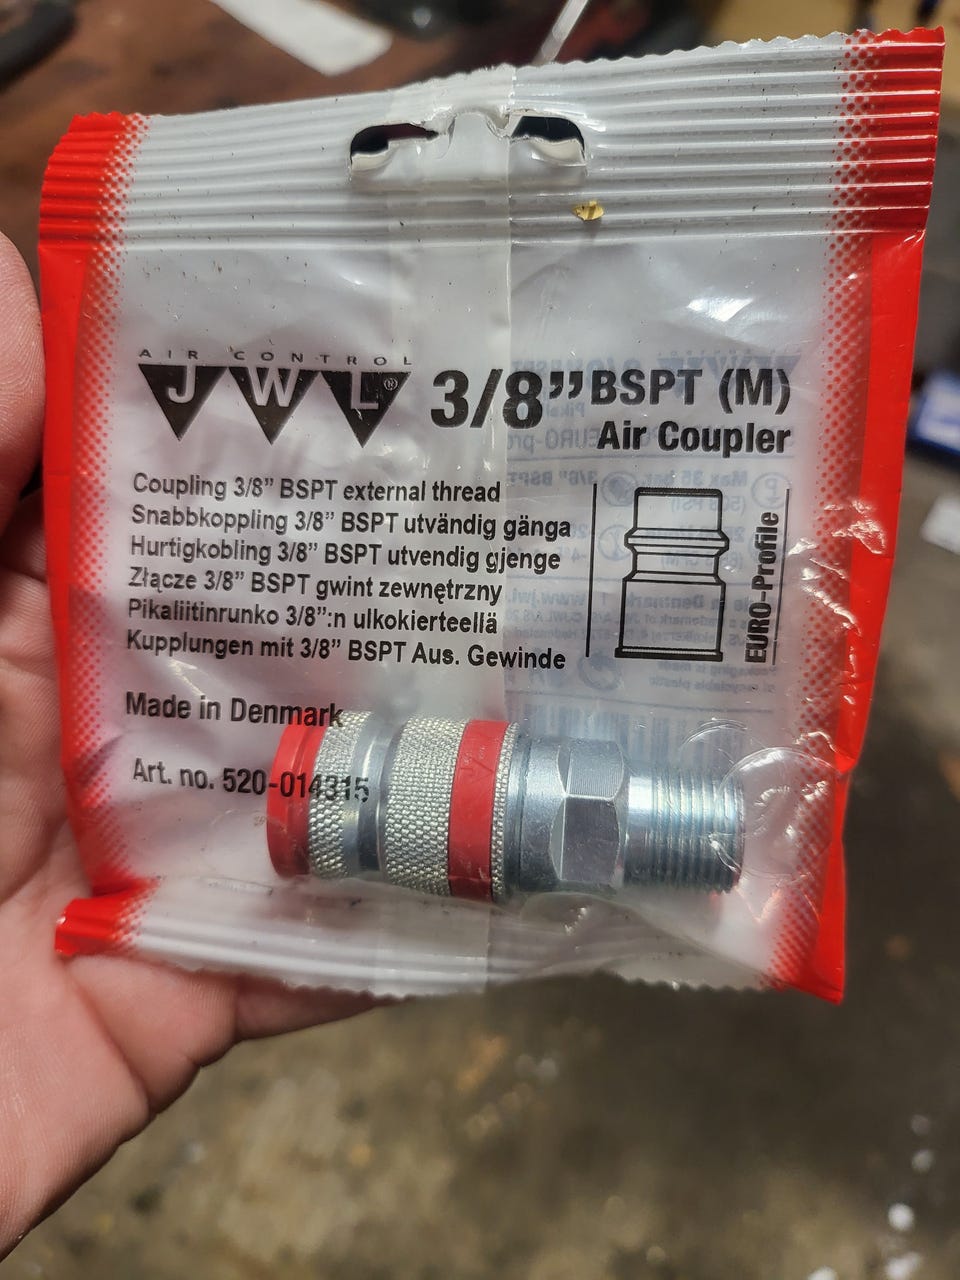 AIR CONTROL
JWL®
3/8” BSPT (M)
Air Coupler
Coupling 3/8” BSPT external thread
Snabbkoppling 3/8” BSPT utvändig gänga
Hurtigkobling 3/8” BSPT utvendig gjenge
Złącze 3/8” BSPT gwint zewnętrzny
Pikaliitinrunko 3/8”:n ulkokierteellä
Kupplungen mit 3/8” BSPT Aus. Gewinde
EURO-Profile
Made in Denmark
Art. no. 520-014315